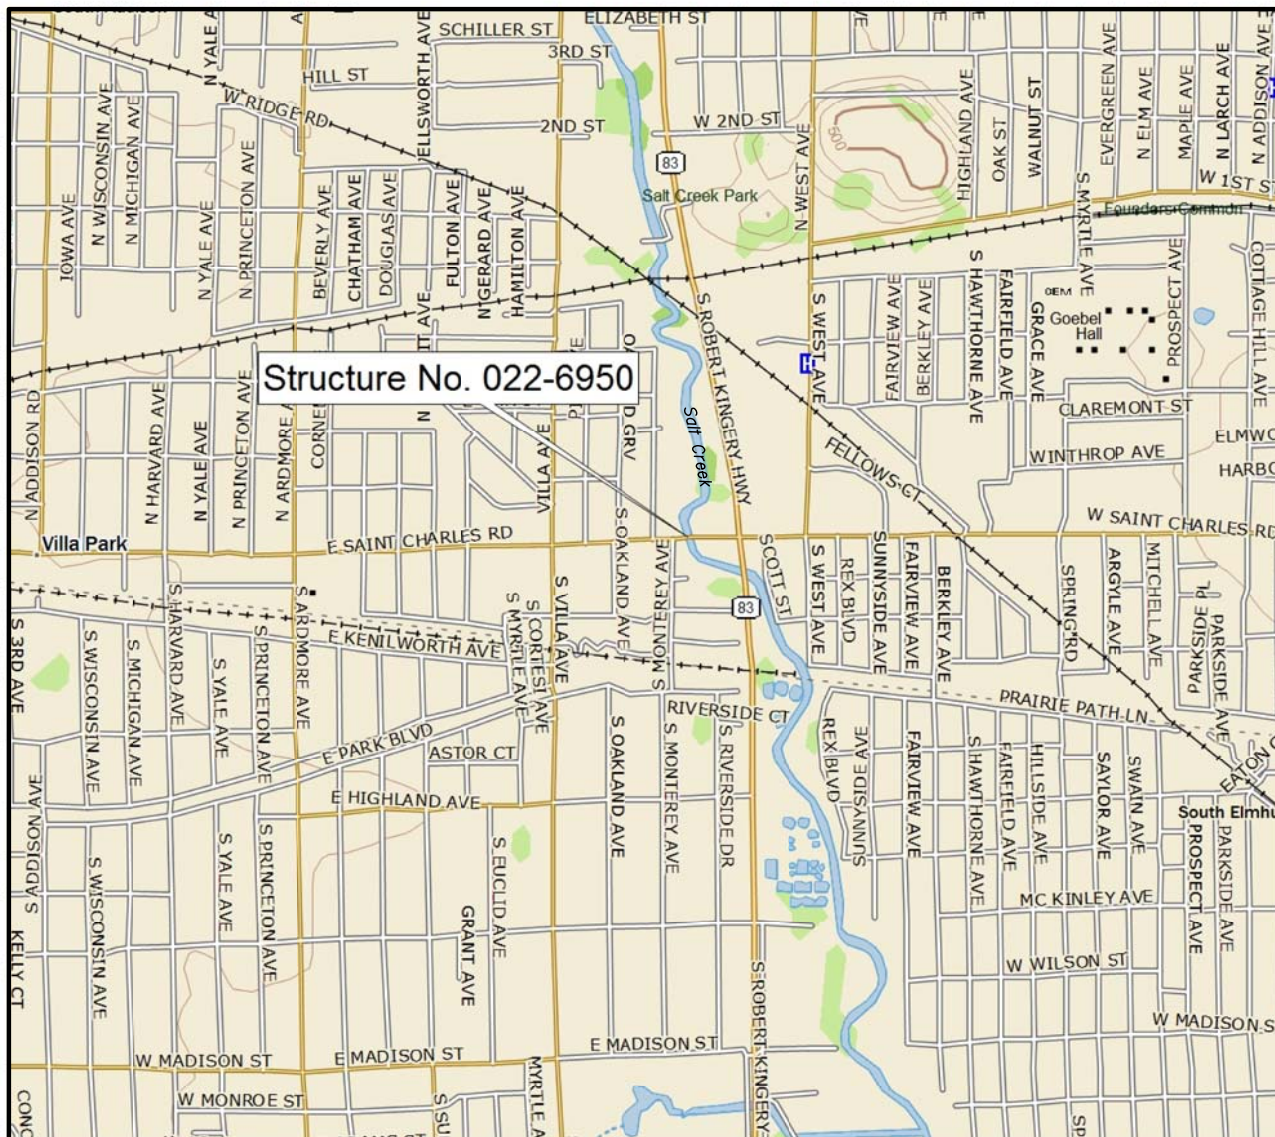 ELIZABETH ST
SCHILLER ST
3RD ST
HILL ST
N YALE A
ELLSWORTH AVE
W RIDGE RD
2ND ST
W 2ND ST
83
Salt Creek Park
500
N WEST AVE
HIGHLAND AVE
OAK ST
WALNUT ST
EVERGREEN AVE
N ELM AVE
MAPLE AVE
N LARCH AVE
N ADDISON AVE
W 1ST ST
Founders Common
IOWA AVE
N WISCONSIN AVE
N MICHIGAN AVE
N YALE AVE
N PRINCETON AVE
BEVERLY AVE
CHATHAM AVE
DOUGLAS AVE
FULTON AVE
N GERARD AVE
HAMILTON AVE
S MYRTLE AVE
PROSPECT AVE
COTTAGE HILL AVE
OEM
Goebel
Hall
S ROBERT KINGERY HWY
S WEST AVE
FAIRVIEW AVE
BERKLEY AVE
S HAWTHORNE AVE
FAIRFIELD AVE
GRACE AVE
H
Structure No. 022-6950
N ADDISON RD
N HARVARD AVE
N YALE AVE
N PRINCETON AVE
N ARDMORE A
VILLA AVE
Salt Creek
CLAREMONT ST
WINTHROP AVE
ELMWO
HARBO
FELLOWS CT
Villa Park
E SAINT CHARLES RD
W SAINT CHARLES RD
S OAKLAND AVE
S MONTEREY AVE
SCOTT ST
S WEST AVE
REX BLVD
SUNNYSIDE AVE
FAIRVIEW AVE
BERKLEY AVE
SPRING RD
ARGYLE AVE
MITCHELL AVE
PARKSIDE PL
PARKSIDE AVE
83
S 3RD AVE
S WISCONSIN AVE
S MICHIGAN AVE
S HARVARD AVE
S YALE AVE
S PRINCETON AVE
S ARDMORE AVE
E KENILWORTH AVE
S MYRTLE AVE
S CORTESI AVE
S VILLA AVE
PRAIRIE PATH LN
RIVERSIDE CT
E PARK BLVD
ASTOR CT
E HIGHLAND AVE
S OAKLAND AVE
S MONTEREY AVE
S RIVERSIDE DR
REX BLVD
SUNNYSIDE AVE
FAIRVIEW AVE
S HAWTHORNE AVE
FAIRFIELD AVE
HILLSIDE AVE
SAYLOR AVE
SWAIN AVE
EATON C
South Elmhu
PROSPECT AVE
PARKSIDE AVE
S ADDISON AVE
S WISCONSIN AVE
S YALE AVE
S PRINCETON AVE
S EUCLID AVE
GRANT AVE
KELLY CT
MC KINLEY AVE
W WILSON ST
S ROBERT KINGERY
W MADISON S
W MADISON ST
E MADISON ST
E MADISON ST
W MONROE ST
CONC
S SU
MYRTLE A
SP